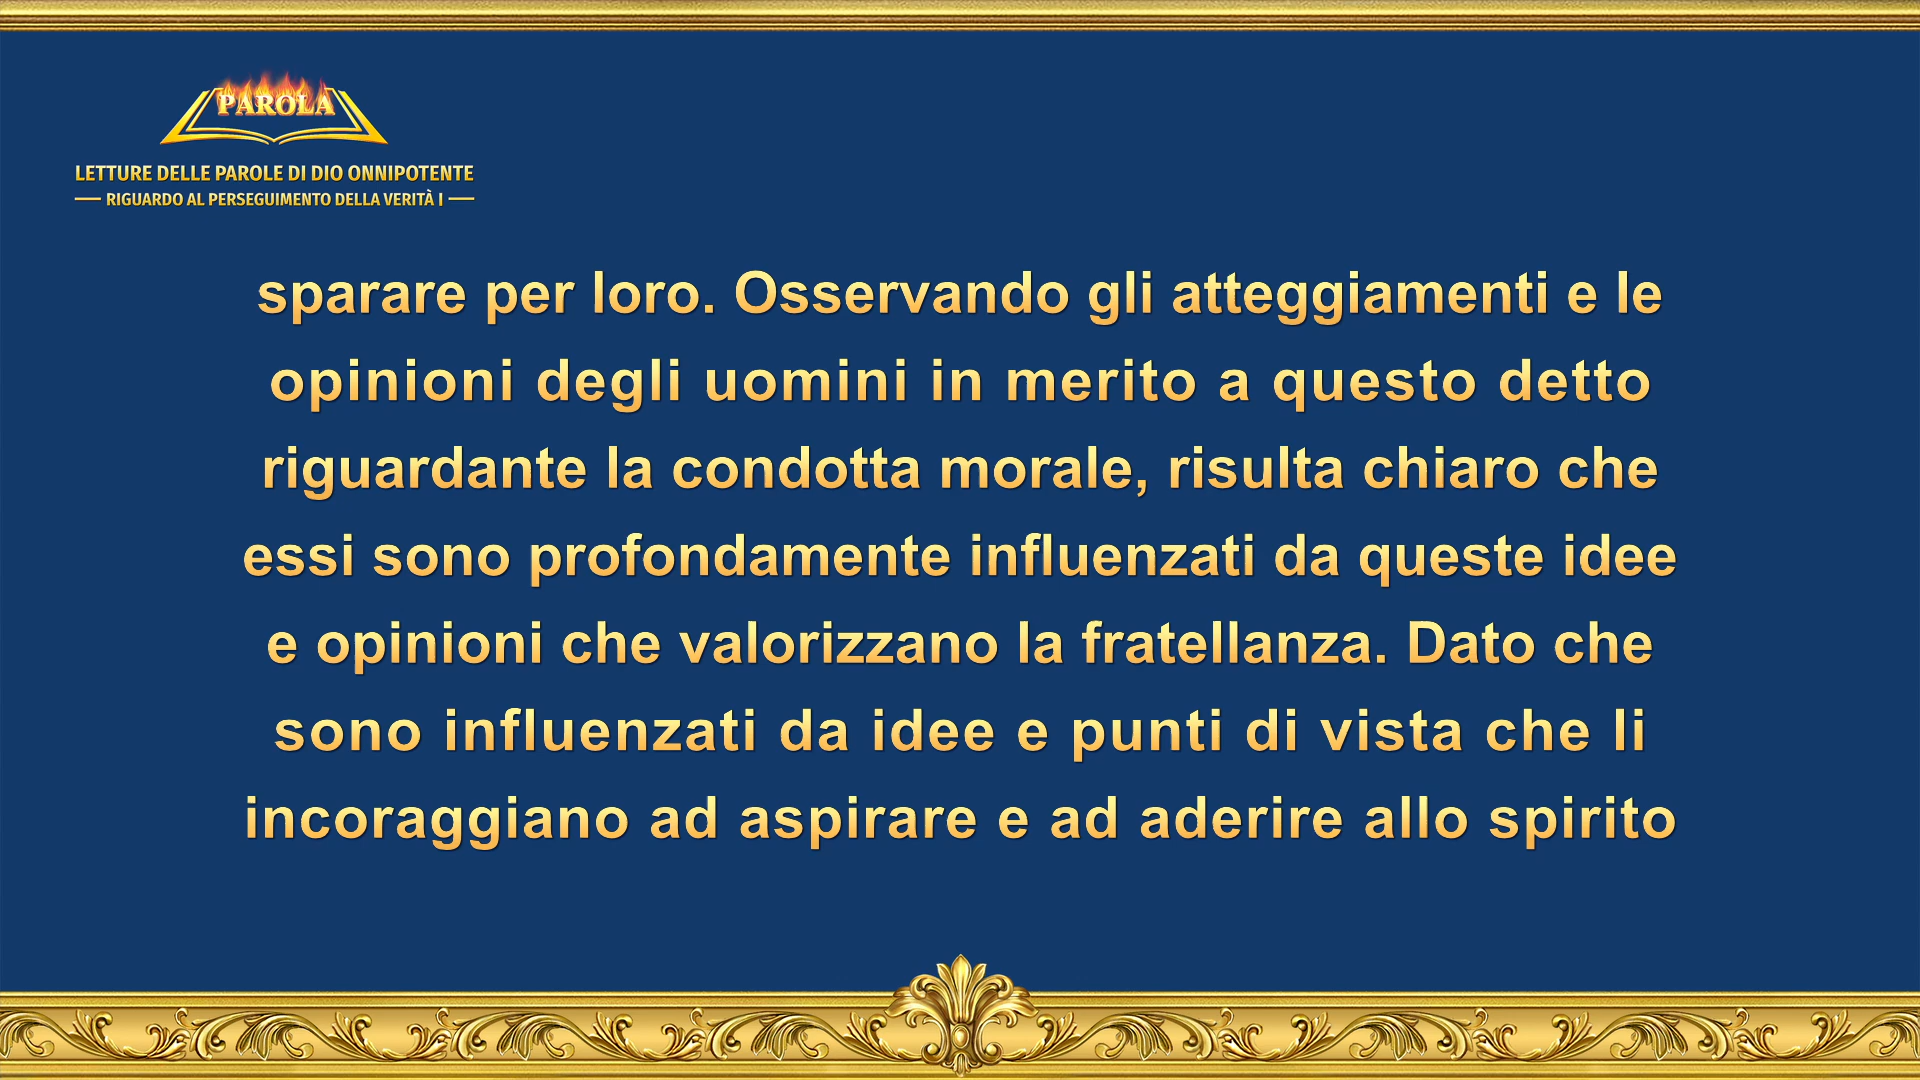 PAROLA
LETTURE DELLE PAROLE DI DIO ONNIPOTENTE
RIGUARDO AL PERSEGUIMENTO DELLA VERITÀ I
sparare per loro. Osservando gli atteggiamenti e le
opinioni degli uomini in merito a questo detto
riguardante la condotta morale, risulta chiaro che
essi sono profondamente influenzati da queste idee
e opinioni che valorizzano la fratellanza. Dato che
sono influenzati da idee e punti di vista che li
incoraggiano ad aspirare e ad aderire allo spirito